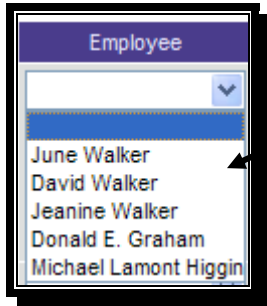 Employee
June Walker
David Walker
Jeanine Walker
Donald E. Graham
Michael Lamont Higgin